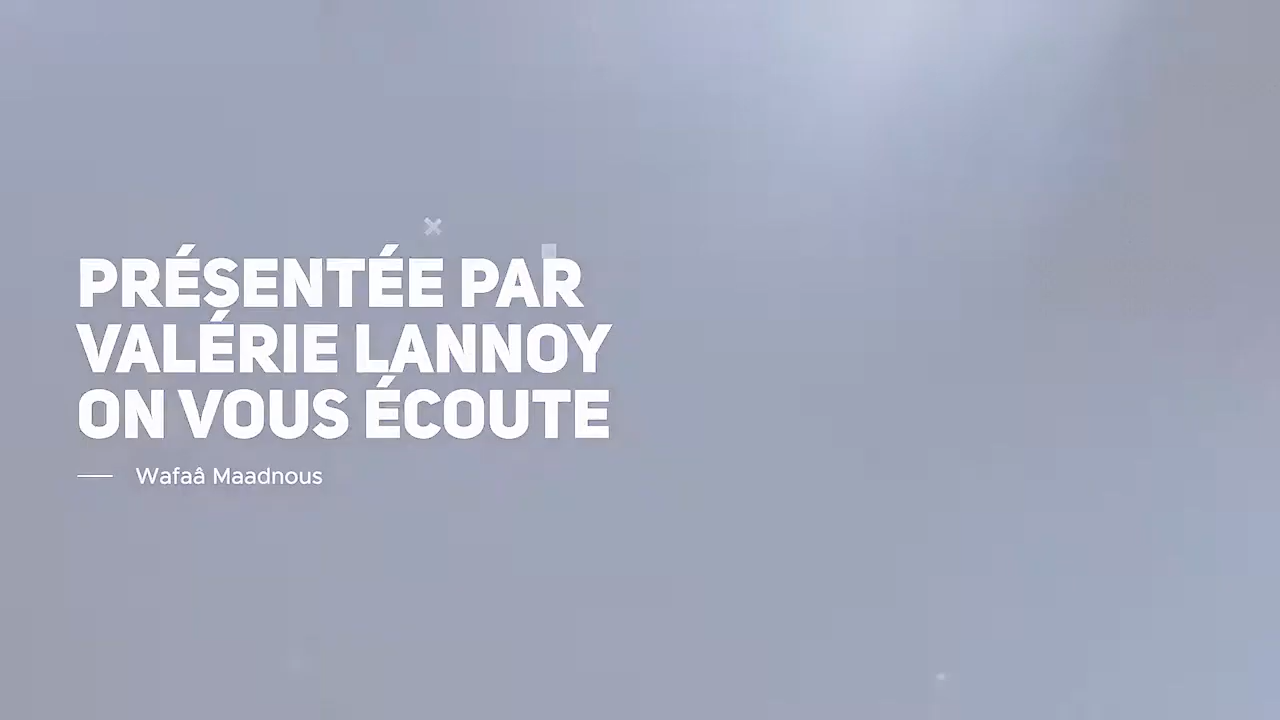 PRÉSENTÉE PAR
VALÉRIE LANNOY
ON VOUS ÉCOUTE
Wafaâ Maadnous